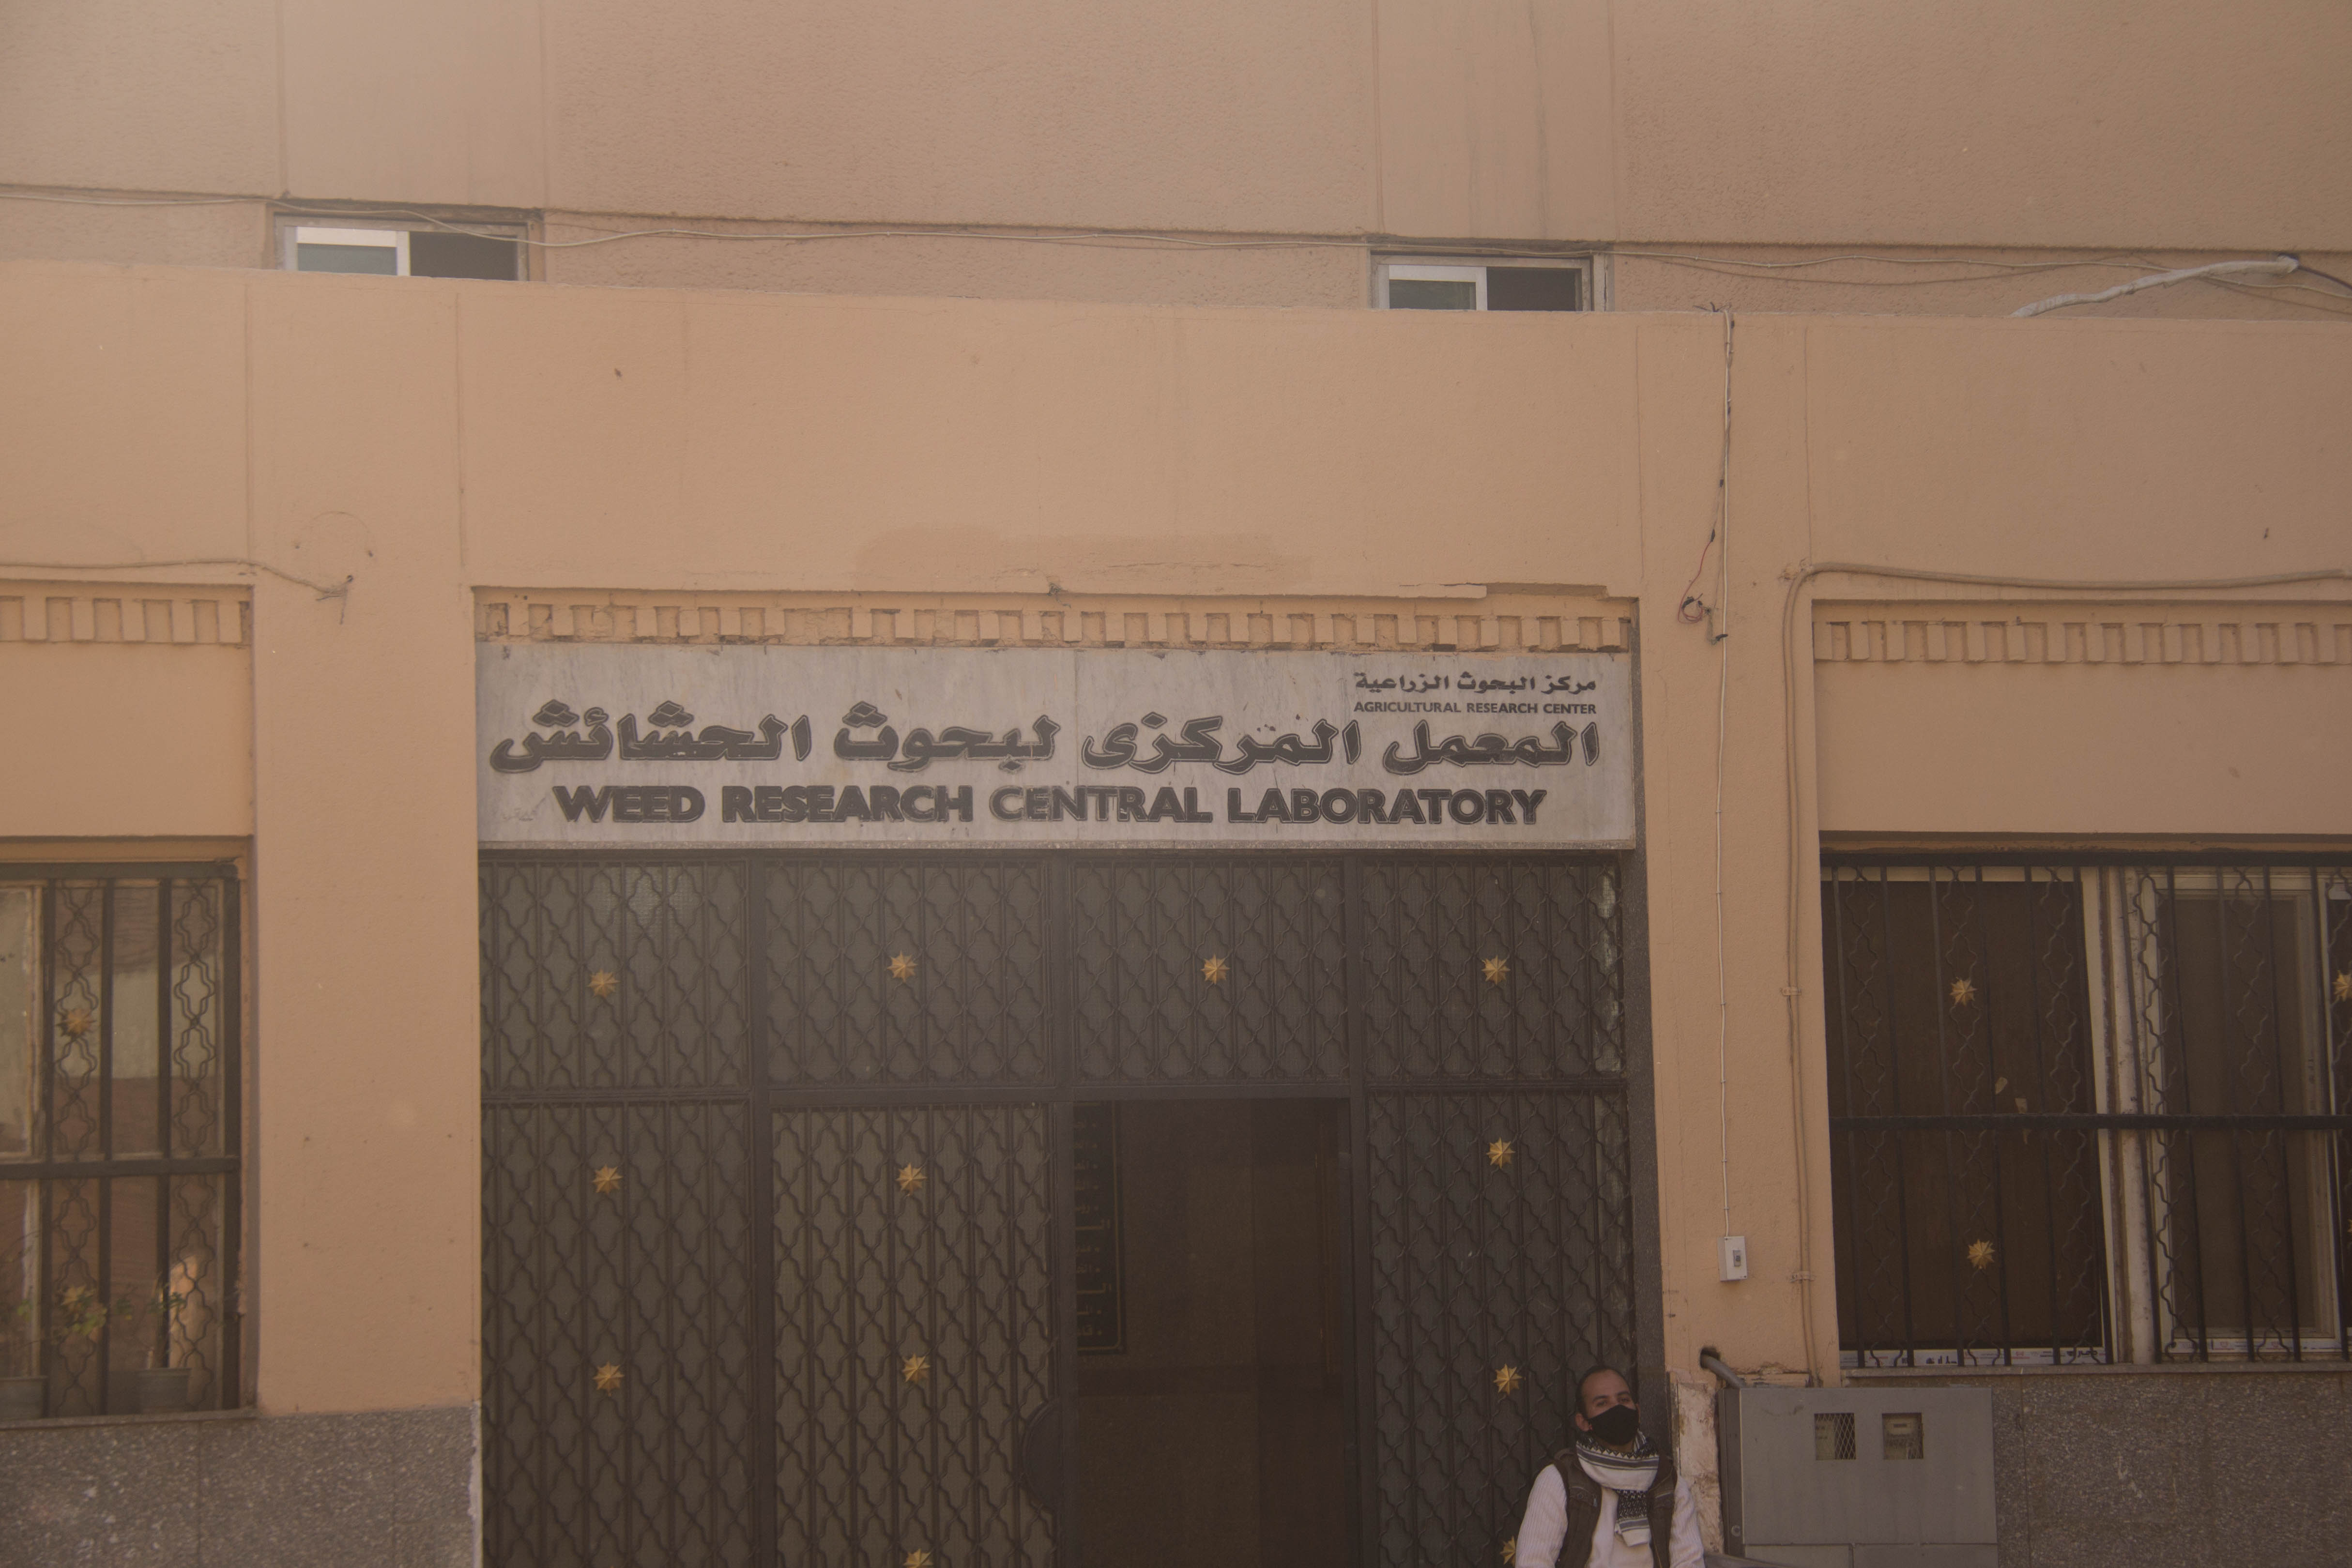 مركز البحوث الزراعية
AGRICULTURAL RESEARCH CENTER
المعمل المركزى لبحوث الحشائش
WEED RESEARCH CENTRAL LABORATORY